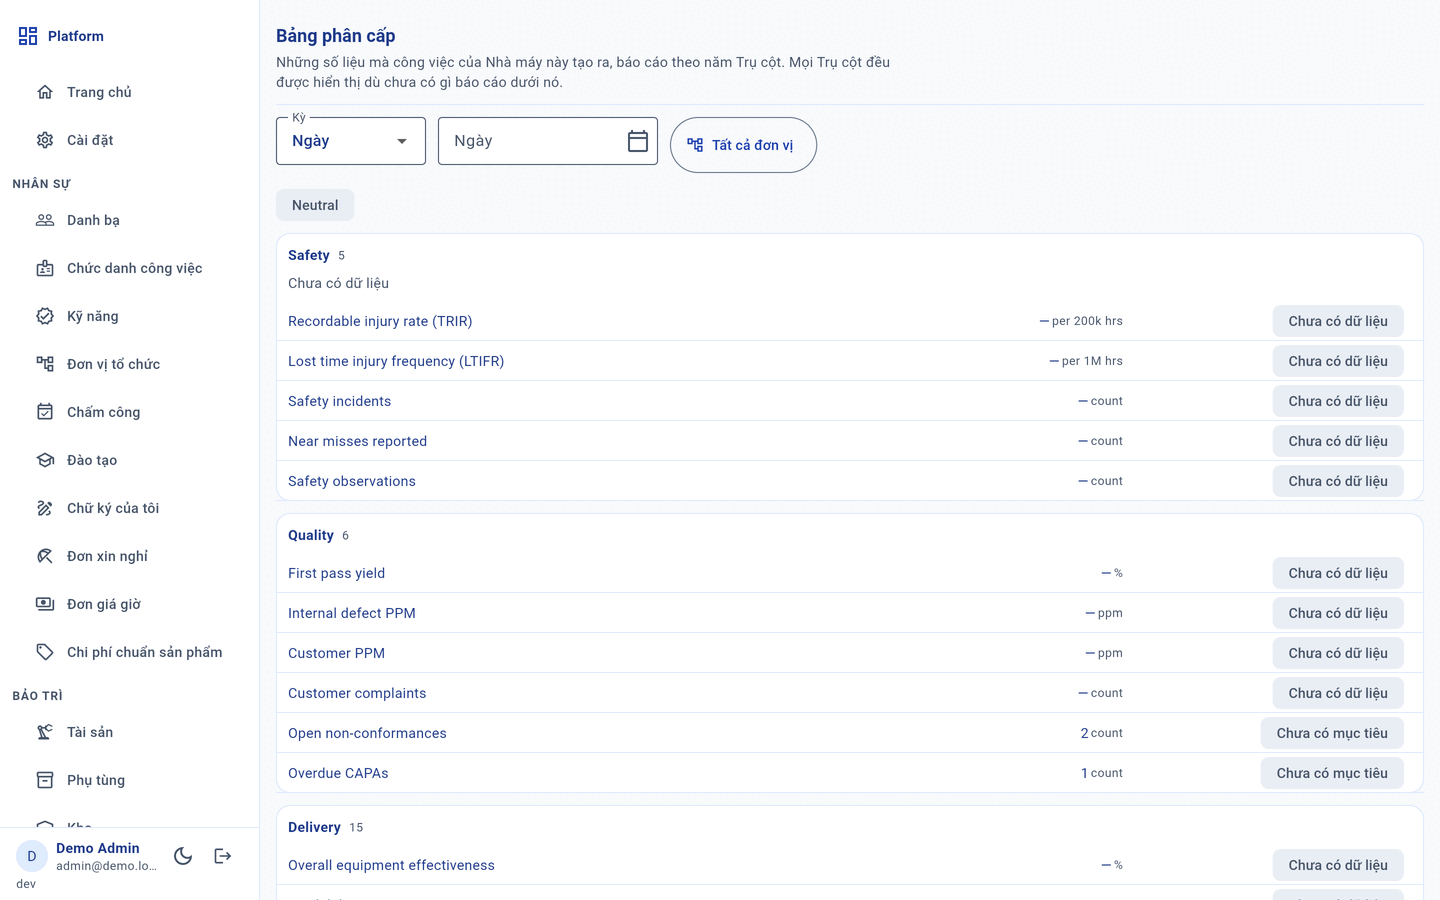 Platform
Trang chủ
Cài đặt
NHÂN SỰ
Danh bạ
Chức danh công việc
Kỹ năng
Đơn vị tổ chức
Chấm công
Đào tạo
Chữ ký của tôi
Đơn xin nghỉ
Đơn giá giờ
Chi phí chuẩn sản phẩm
BẢO TRÌ
Tài sản
Phụ tùng
D
Demo Admin
admin@demo.lo...
dev
Bảng phân cấp
Những số liệu mà công việc của Nhà máy này tạo ra, báo cáo theo năm Trụ cột. Mọi Trụ cột đều
được hiển thị dù chưa có gì báo cáo dưới nó.
Kỳ
Ngày
Ngày
Tất cả đơn vị
Neutral
Safety 5
Chưa có dữ liệu
Recordable injury rate (TRIR) — per 200k hrs Chưa có dữ liệu
Lost time injury frequency (LTIFR) — per 1M hrs Chưa có dữ liệu
Safety incidents — count Chưa có dữ liệu
Near misses reported — count Chưa có dữ liệu
Safety observations — count Chưa có dữ liệu
Quality 6
First pass yield — % Chưa có dữ liệu
Internal defect PPM — ppm Chưa có dữ liệu
Customer PPM — ppm Chưa có dữ liệu
Customer complaints — count Chưa có dữ liệu
Open non-conformances 2 count Chưa có mục tiêu
Overdue CAPAs 1 count Chưa có mục tiêu
Delivery 15
Overall equipment effectiveness — % Chưa có dữ liệu